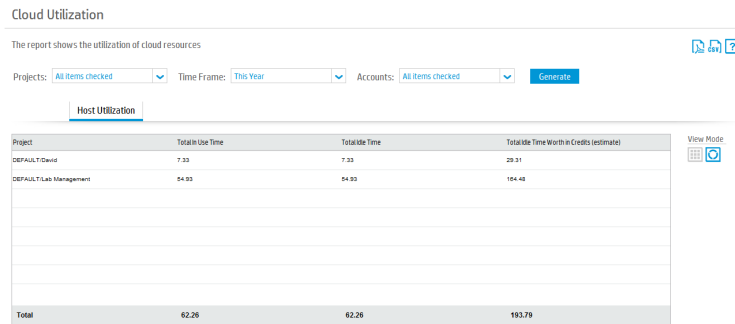 Cloud Utilization
The report shows the utilization of cloud resources
CSV ?
Projects: All items checked Time Frame: This Year Accounts: All items checked Generate
Host Utilization
Project Total In Use Time Total Idle Time Total Idle Time Worth in Credits (estimate)
View Mode
DEFAULT/David 7.33 7.33 29.31
DEFAULT/Lab Management 54.93 54.93 164.48
Total 62.26 62.26 193.79